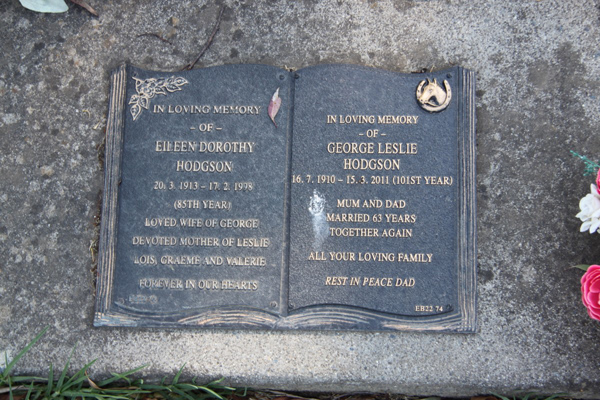 IN LOVING MEMORY
– OF –
EILEEN DOROTHY
HODGSON
20. 3. 1913 – 17. 2. 1998
(85TH YEAR)
LOVED WIFE OF GEORGE
DEVOTED MOTHER OF LESLIE
LOIS, GRAEME AND VALERIE
FOREVER IN OUR HEARTS
IN LOVING MEMORY
– OF –
GEORGE LESLIE
HODGSON
16. 7. 1910 – 15. 3. 2011 (101ST YEAR)
MUM AND DAD
MARRIED 63 YEARS
TOGETHER AGAIN
ALL YOUR LOVING FAMILY
REST IN PEACE DAD
EB22 74